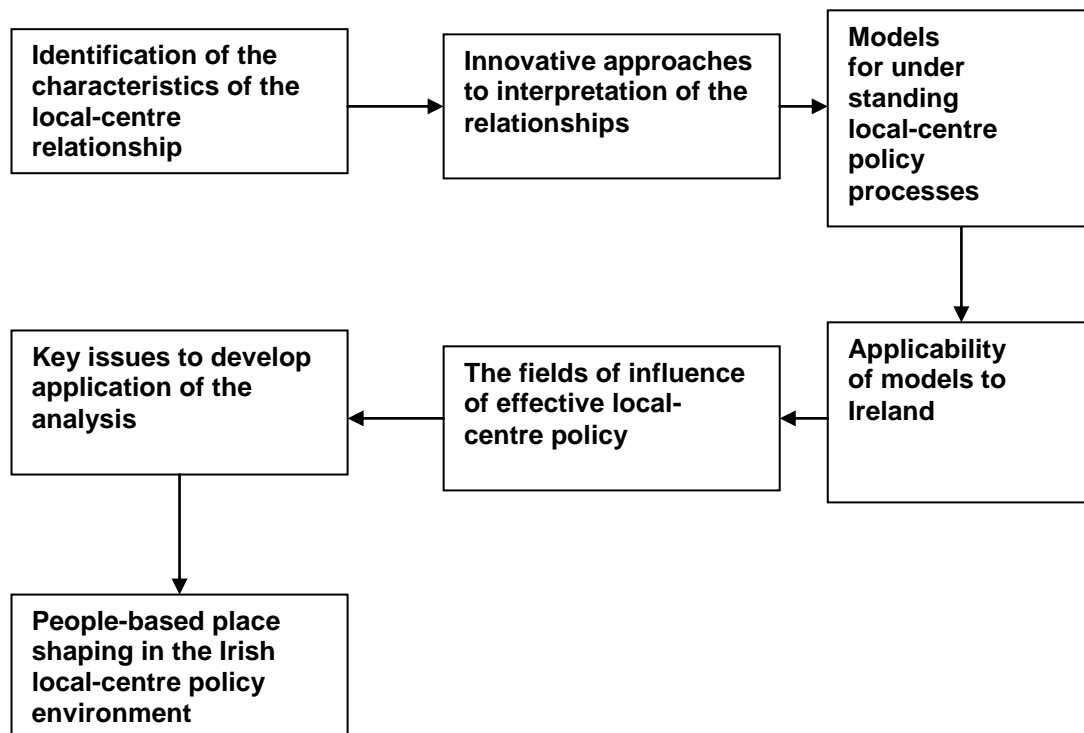 Identification of the
characteristics of the
local-centre
relationship
Innovative approaches
to interpretation of the
relationships
Models
for under
standing
local-centre
policy
processes
Applicability
of models to
Ireland
The fields of influence
of effective local-
centre policy
Key issues to develop
application of the
analysis
People-based place
shaping in the Irish
local-centre policy
environment